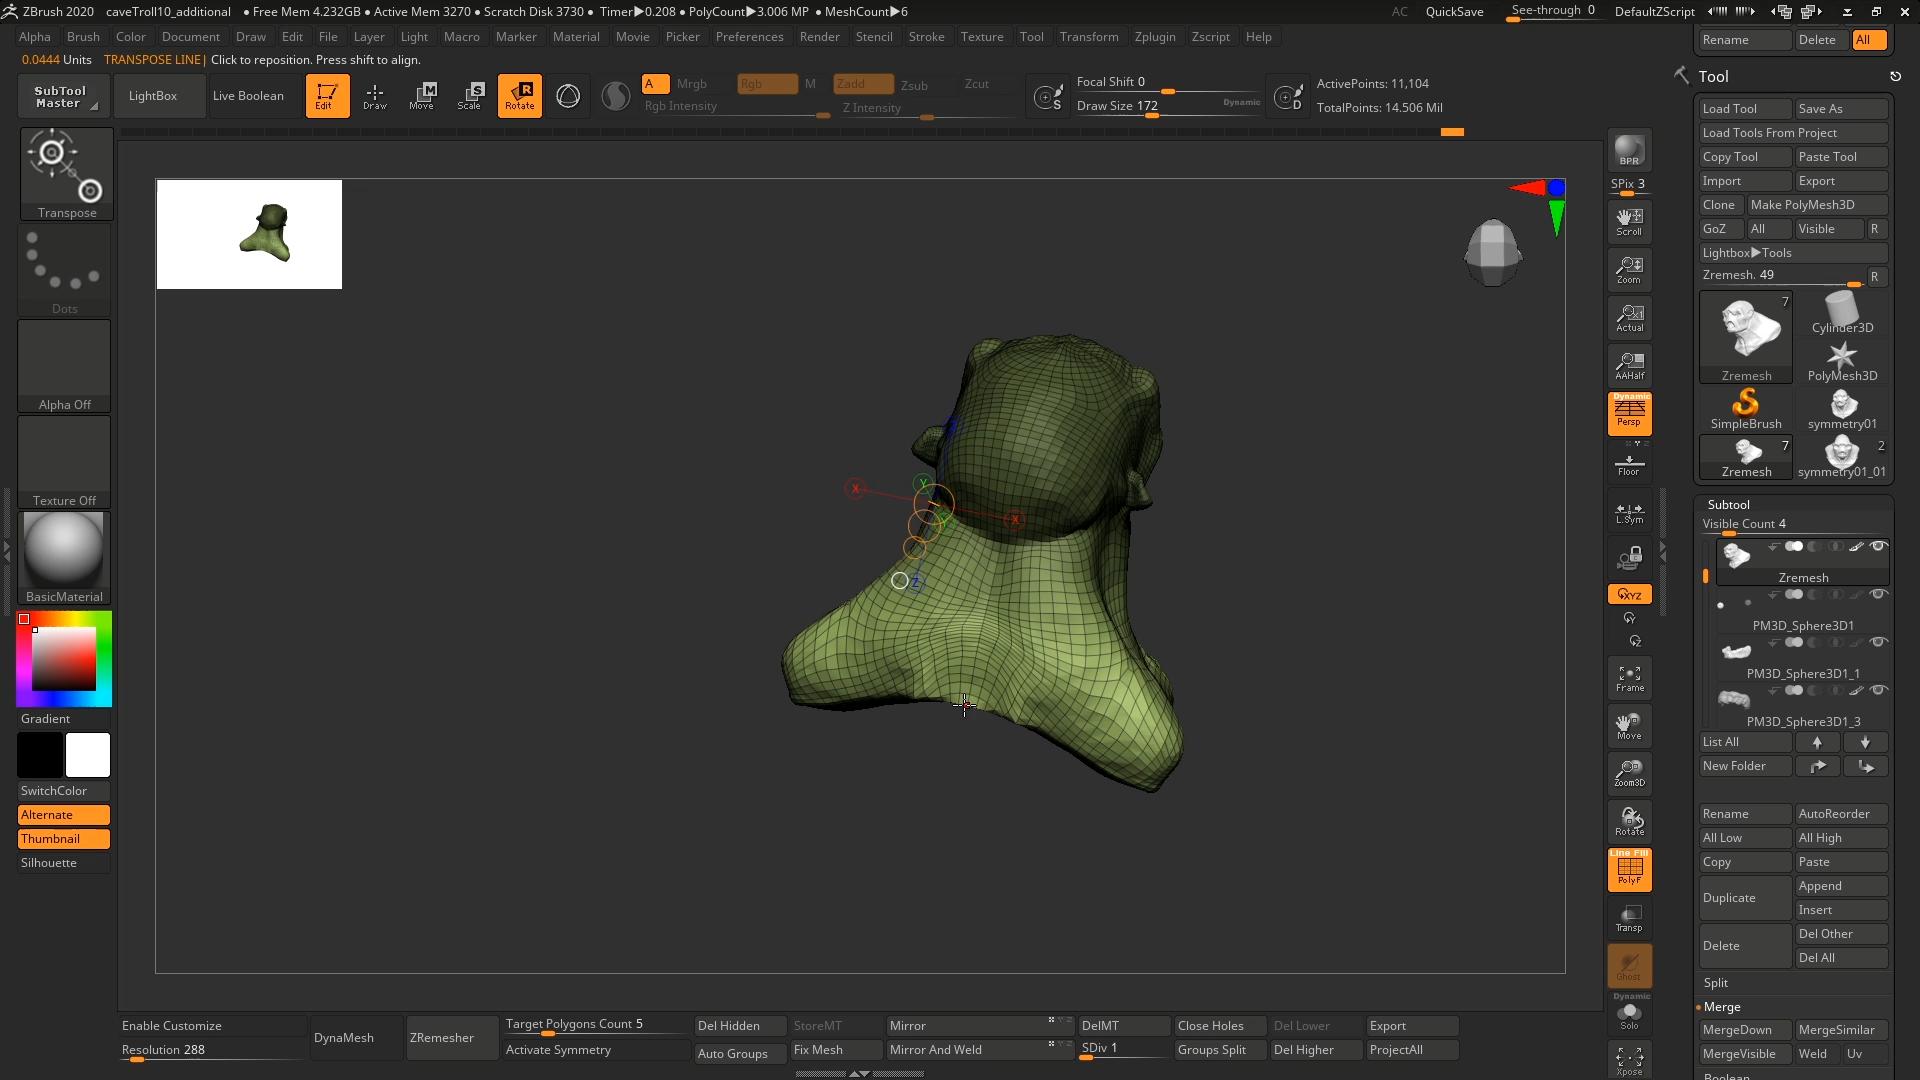 ZBrush 2020 caveTroll10_additional • Free Mem 4.232GB • Active Mem 3270 • Scratch Disk 3730 • Timer▶0.208 • PolyCount▶3.006 MP • MeshCount▶6 AC QuickSave See-through 0 DefaultZScript
Alpha Brush Color Document Draw Edit File Layer Light Macro Marker Material Movie Picker Preferences Render Stencil Stroke Texture Tool Transform Zplugin Zscript Help
0.0444 Units TRANSPOSE LINE| Click to reposition. Press shift to align.
SubTool Master
LightBox
Live Boolean
Edit
Draw
Move
Scale
Rotate
A Mrgb Rgb M Zadd Zsub Zcut
Rgb Intensity Z Intensity
Focal Shift 0
Draw Size 172 Dynamic
ActivePoints: 11,104
TotalPoints: 14.506 Mil
Transpose
Dots
Alpha Off
Texture Off
BasicMaterial
Gradient
SwitchColor
Alternate
Thumbnail
Silhouette
X
Y
X
Z
BPR
SPix 3
Scroll
Zoom
Actual
AAHalf
Dynamic
Persp
Floor
L.Sym
XYZ
Y
Z
Frame
Move
Zoom3D
Rotate
Line Fill
PolyF
Transp
Ghost
Dynamic
Solo
Xpose
Rename Delete All
Tool
Load Tool Save As
Load Tools From Project
Copy Tool Paste Tool
Import Export
Clone Make PolyMesh3D
GoZ All Visible R
Lightbox▶Tools
Zremesh. 49 R
7
Zremesh
Cylinder3D
PolyMesh3D
SimpleBrush
symmetry01
7
Zremesh
2
symmetry01_01
Subtool
Visible Count 4
Zremesh
PM3D_Sphere3D1
PM3D_Sphere3D1_1
PM3D_Sphere3D1_3
List All
New Folder
Rename AutoReorder
All Low All High
Copy Paste
Duplicate Append
Insert
Delete Del Other
Del All
Split
Merge
MergeDown MergeSimilar
MergeVisible Weld Uv
Boolean
Enable Customize
Resolution 288
DynaMesh
ZRemesher
Target Polygons Count 5
Activate Symmetry
Del Hidden
Auto Groups
StoreMT
Fix Mesh
Mirror
Mirror And Weld
DelMT
SDiv 1
Close Holes
Groups Split
Del Lower
Del Higher
Export
ProjectAll